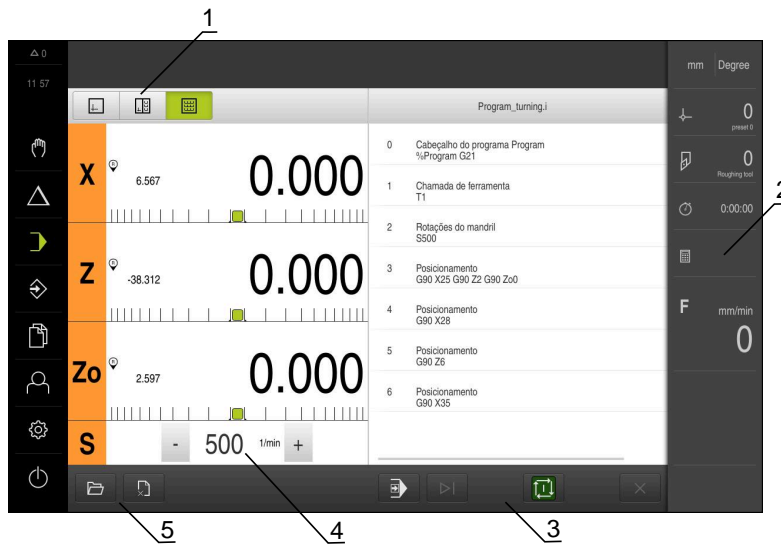 1
△ 0
11 57
mm Degree
Program_turning.i
0
preset 0
0
Roughing tool
0:00:00
2
F mm/min
0
X R 6.567 0.000
Z R -38.312 0.000
Zo R 2.597 0.000
S - 500 1/min +
0 Cabeçalho do programa Program
%Program G21
1 Chamada de ferramenta
T1
2 Rotações do mandril
S500
3 Posicionamento
G90 X25 G90 Z2 G90 Zo0
4 Posicionamento
G90 X28
5 Posicionamento
G90 Z6
6 Posicionamento
G90 X35
5
4
3